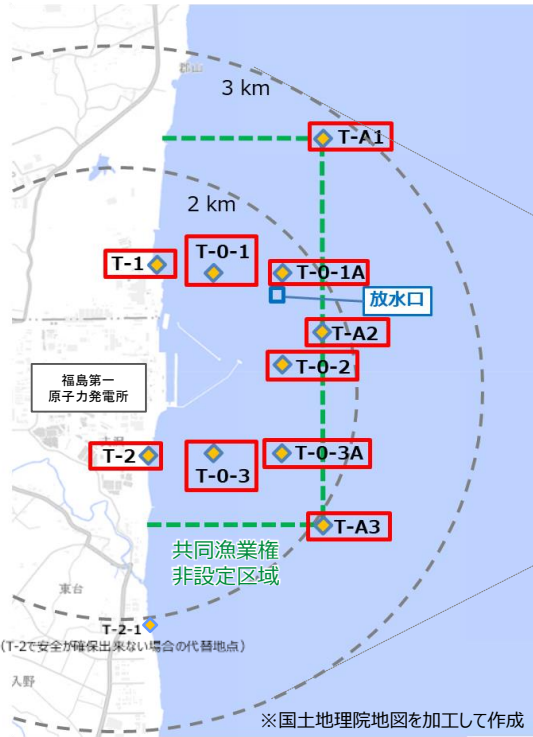 郡山
3 km
T-A1
2 km
T-0-1
T-1
T-0-1A
放水口
T-A2
T-0-2
福島第一
原子力発電所
T-2
T-0-3
T-0-3A
T-A3
共同漁業権
非設定区域
東台
T-2-1
(T-2で安全が確保出来ない場合の代替地点)
入野
※国土地理院地図を加工して作成